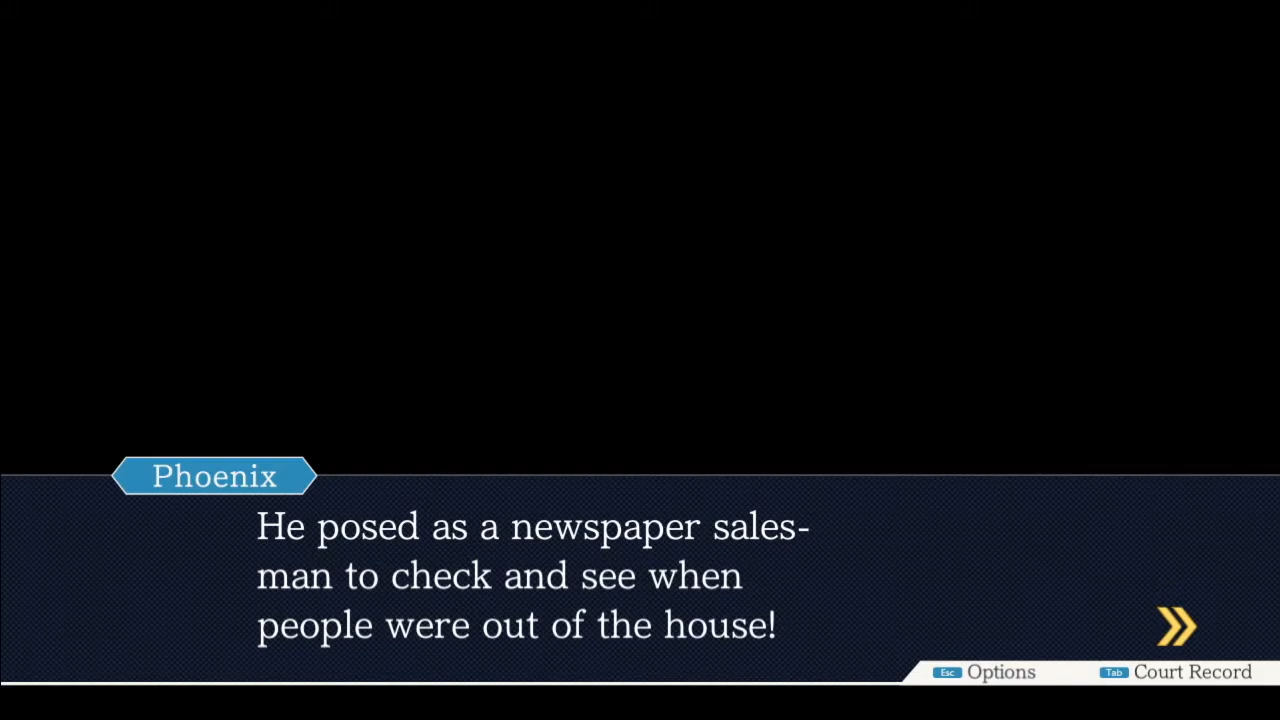 Phoenix
He posed as a newspaper sales-
man to check and see when
people were out of the house!
Esc Options Tab Court Record